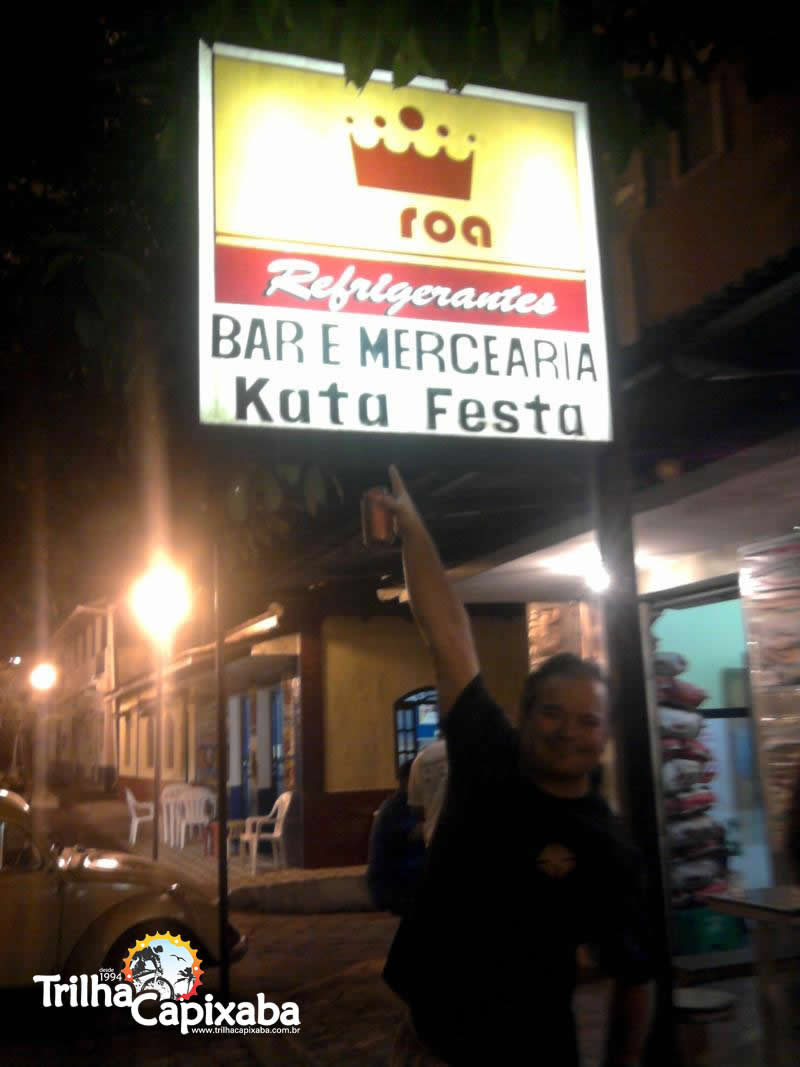 roa
Refrigerantes
BAR E MERCEARIA
Kata Festa
desde
1994
Trilha Capixaba
www.trilhacapixaba.com.br